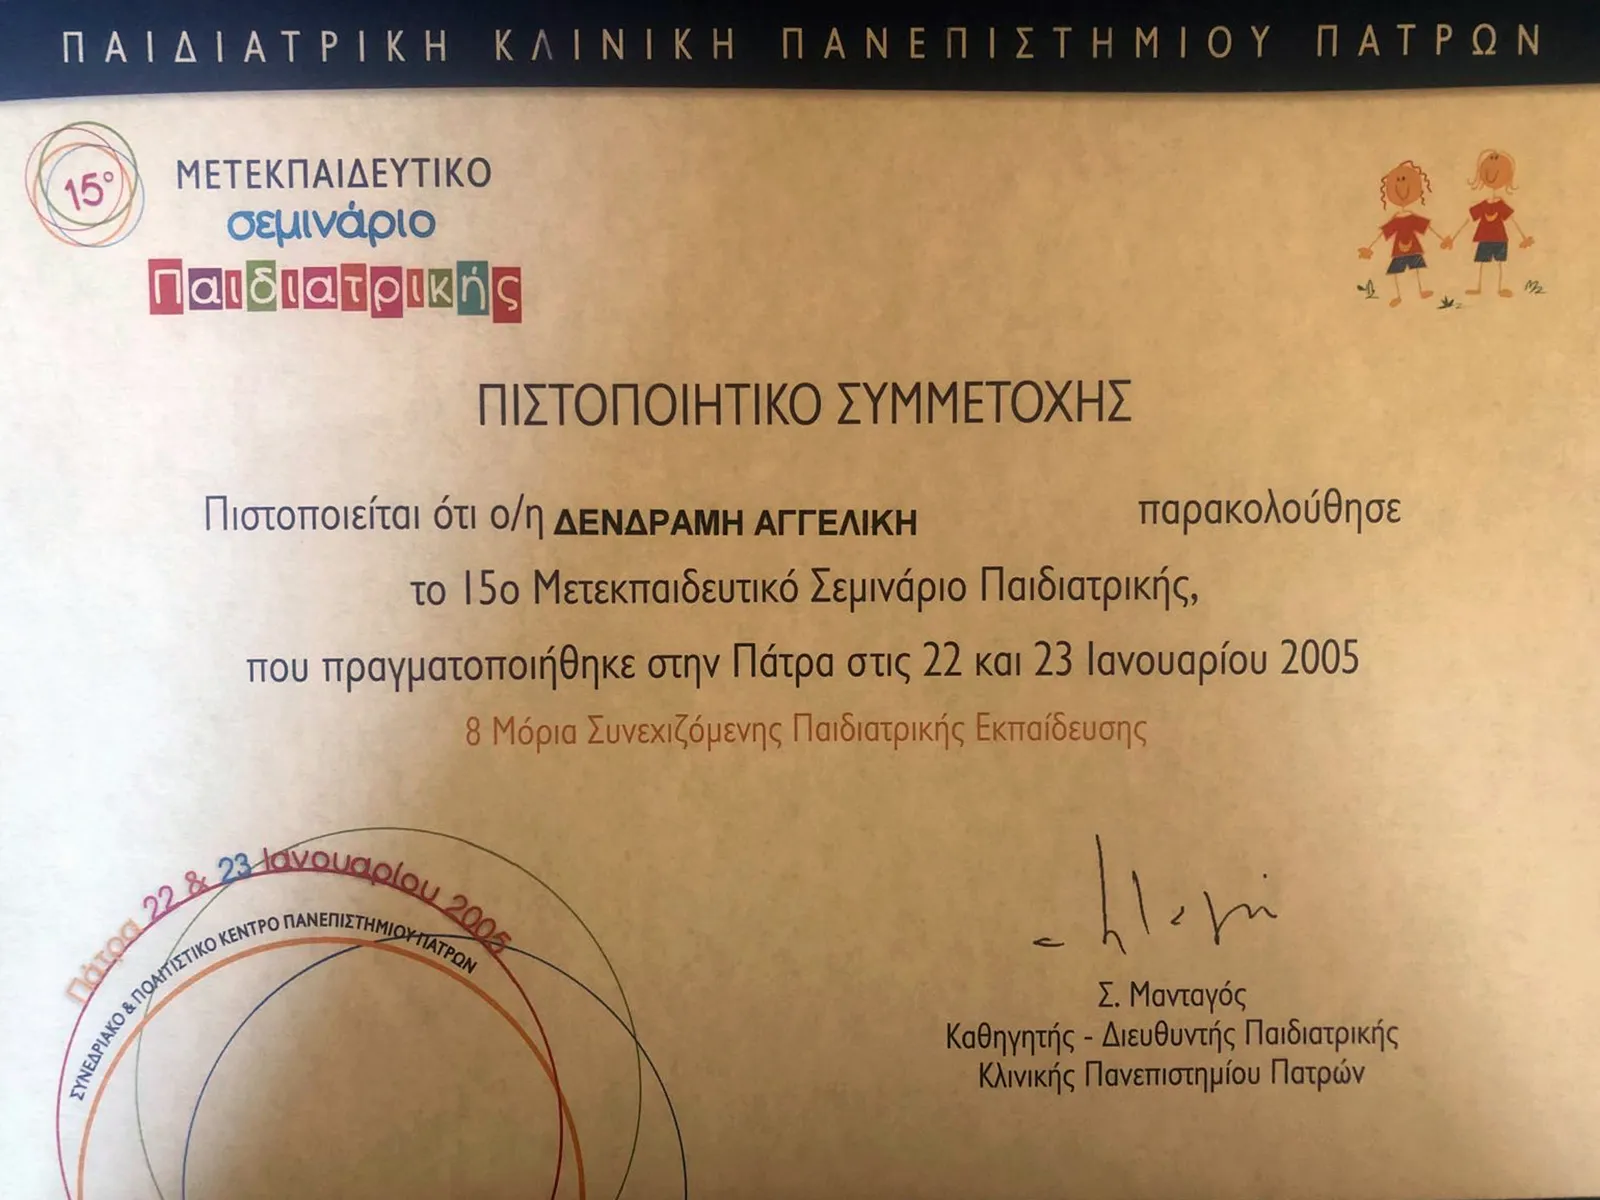 ΠΑΙΔΙΑΤΡΙΚΗ ΚΛΙΝΙΚΗ ΠΑΝΕΠΙΣΤΗΜΙΟΥ ΠΑΤΡΩΝ
15°
ΜΕΤΕΚΠΑΙΔΕΥΤΙΚΟ
σεμινάριο
Παιδιατρικής
ΠΙΣΤΟΠΟΙΗΤΙΚΟ ΣΥΜΜΕΤΟΧΗΣ
Πιστοποιείται ότι ο/η ΔΕΝΔΡΑΜΗ ΑΓΓΕΛΙΚΗ παρακολούθησε
το 15ο Μετεκπαιδευτικό Σεμινάριο Παιδιατρικής,
που πραγματοποιήθηκε στην Πάτρα στις 22 και 23 Ιανουαρίου 2005
8 Μόρια Συνεχιζόμενης Παιδιατρικής Εκπαίδευσης
Πάτρα 22 & 23 Ιανουαρίου 2005
ΣΥΝΕΔΡΙΑΚΟ & ΠΟΛΙΤΙΣΤΙΚΟ ΚΕΝΤΡΟ ΠΑΝΕΠΙΣΤΗΜΙΟΥ ΠΑΤΡΩΝ
Σ. Μανταγός
Καθηγητής - Διευθυντής Παιδιατρικής
Κλινικής Πανεπιστημίου Πατρών